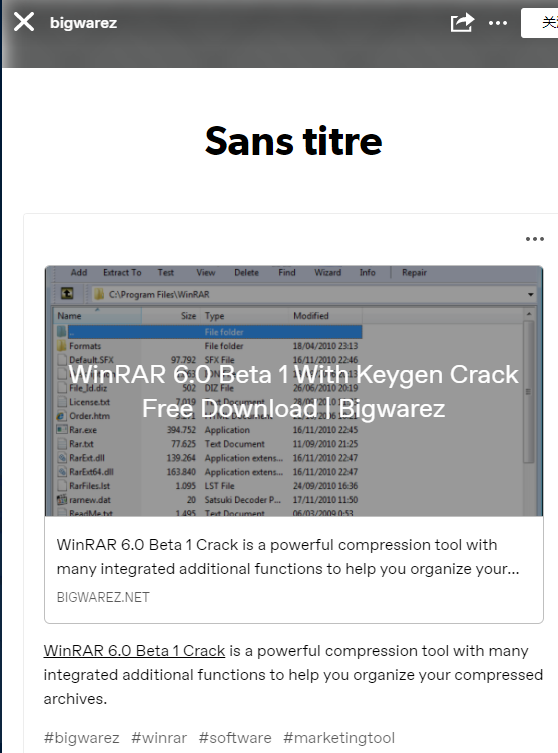 bigwarez
关
Sans titre
Add Extract To Test View Delete Find Wizard Info Repair
C:\Program Files\WinRAR
Name Size Type Modified
.. File folder
Formats File folder 18/04/2010 23:13
Default.SFX 97.792 SFX File 16/11/2010 22:46
WinRAR 6.0 Beta 1 With Keygen Crack
File_Id.diz 502 DIZ File 26/06/2010 20:19
License.txt 7.019 Text Document
Free Download | Bigwarez
Order.htm
Rar.exe 394.752 Application 16/11/2010 22:45
Rar.txt 77.625 Text Document 11/09/2010 21:25
RarExt.dll 139.264 Application extens... 16/11/2010 22:47
RarExt64.dll 163.840 Application extens... 16/11/2010 22:47
RarFiles.lst 1.095 LST File 24/09/2010 16:36
rarnew.dat 20 Satsuki Decoder P... 17/11/2010 11:50
ReadMe.txt 1.495 Text Document 06/03/2009 0:53
WinRAR 6.0 Beta 1 Crack is a powerful compression tool with
many integrated additional functions to help you organize your...
BIGWAREZ.NET
WinRAR 6.0 Beta 1 Crack is a powerful compression tool with many
integrated additional functions to help you organize your compressed
archives.
#bigwarez #winrar #software #marketingtool